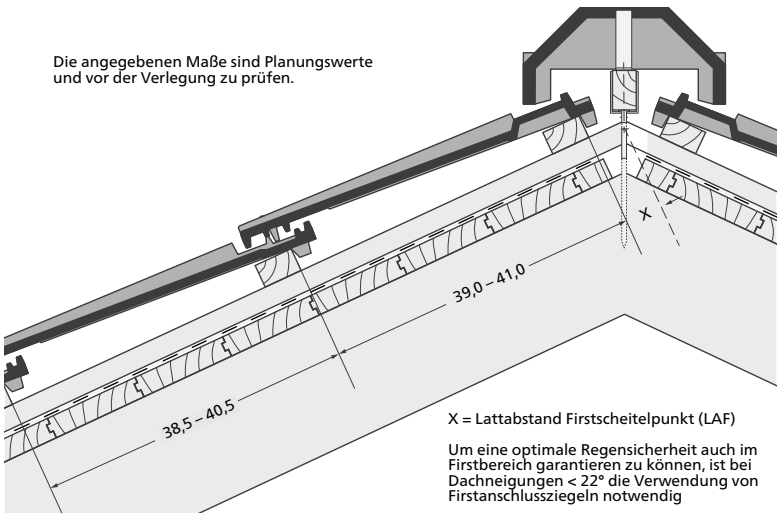 Die angegebenen Maße sind Planungswerte
und vor der Verlegung zu prüfen.
X
39,0 – 41,0
38,5 – 40,5
X = Lattabstand Firstscheitelpunkt (LAF)
Um eine optimale Regensicherheit auch im
Firstbereich garantieren zu können, ist bei
Dachneigungen < 22° die Verwendung von
Firstanschlussziegeln notwendig